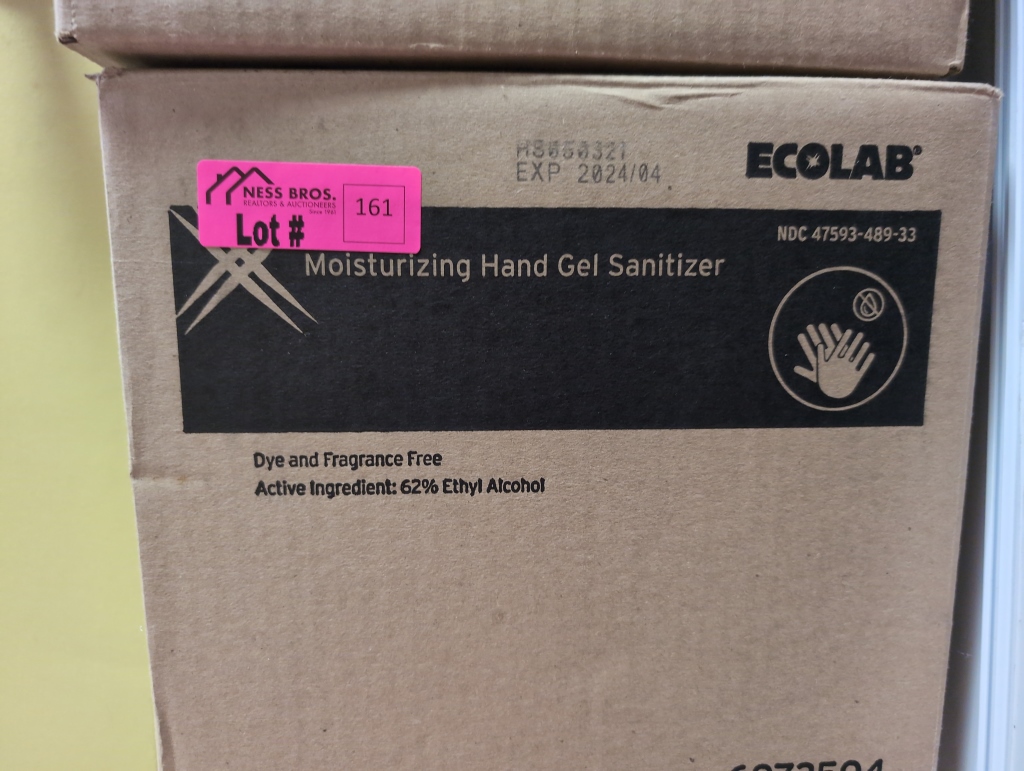 EXP 2024/04
ECOLAB®
NESS BROS.
REALTORS & AUCTIONEERS
Since 1961
Lot # 161
NDC 47593-489-33
Moisturizing Hand Gel Sanitizer
Dye and Fragrance Free
Active Ingredient: 62% Ethyl Alcohol